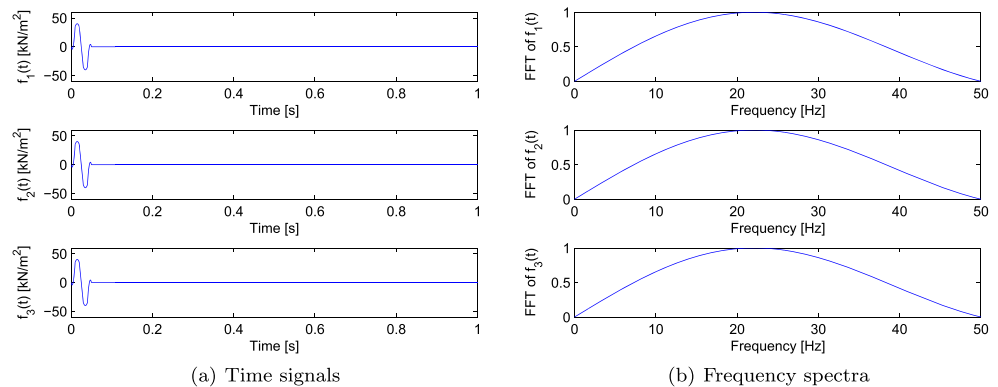 f₁(t) [kN/m²]
50
0
−50
0 0.2 0.4 0.6 0.8 1
Time [s]
f₂(t) [kN/m²]
50
0
−50
0 0.2 0.4 0.6 0.8 1
Time [s]
f₃(t) [kN/m²]
50
0
−50
0 0.2 0.4 0.6 0.8 1
Time [s]
(a) Time signals
FFT of f₁(t)
1
0.5
0
0 10 20 30 40 50
Frequency [Hz]
FFT of f₂(t)
1
0.5
0
0 10 20 30 40 50
Frequency [Hz]
FFT of f₃(t)
1
0.5
0
0 10 20 30 40 50
Frequency [Hz]
(b) Frequency spectra